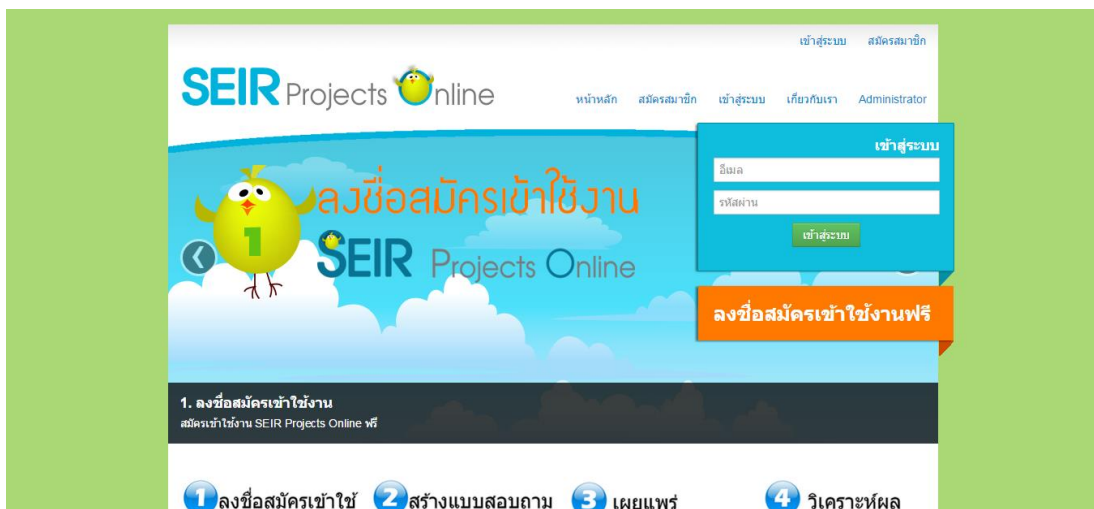 เข้าสู่ระบบ สมัครสมาชิก
SEIR Projects Online
หน้าหลัก สมัครสมาชิก เข้าสู่ระบบ เกี่ยวกับเรา Administrator
เข้าสู่ระบบ
อีเมล
รหัสผ่าน
เข้าสู่ระบบ
ลงชื่อสมัครเข้าใช้งาน
1
SEIR Projects Online
ลงชื่อสมัครเข้าใช้งานฟรี
1. ลงชื่อสมัครเข้าใช้งาน
สมัครเข้าใช้งาน SEIR Projects Online ฟรี
1 ลงชื่อสมัครเข้าใช้ 2 สร้างแบบสอบถาม 3 เผยแพร่ 4 วิเคราะห์ผล